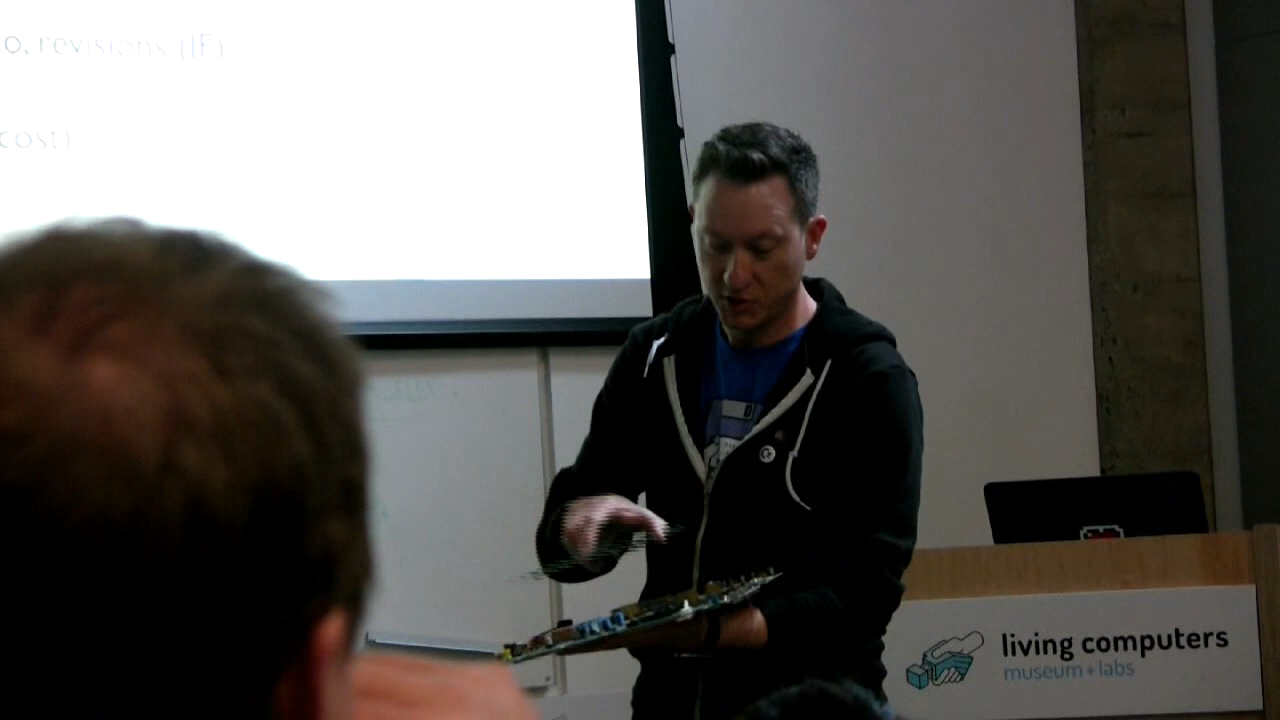 o. revisions (IF)
cost)
living computers
museum + labs